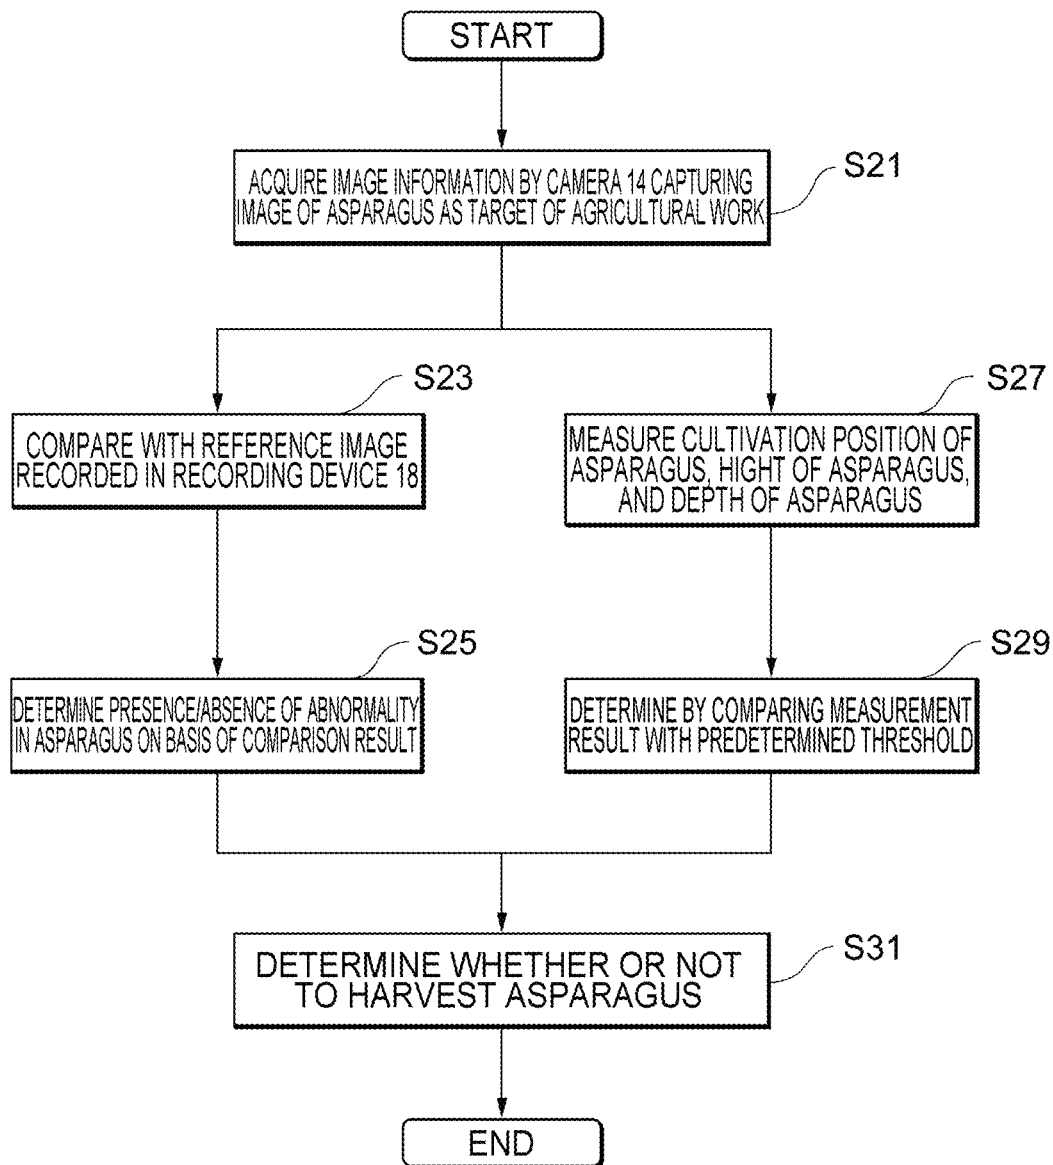 START
S21
ACQUIRE IMAGE INFORMATION BY CAMERA 14 CAPTURING
IMAGE OF ASPARAGUS AS TARGET OF AGRICULTURAL WORK
S23
COMPARE WITH REFERENCE IMAGE
RECORDED IN RECORDING DEVICE 18
S27
MEASURE CULTIVATION POSITION OF
ASPARAGUS, HIGHT OF ASPARAGUS,
AND DEPTH OF ASPARAGUS
S25
DETERMINE PRESENCE/ABSENCE OF ABNORMALITY
IN ASPARAGUS ON BASIS OF COMPARISON RESULT
S29
DETERMINE BY COMPARING MEASUREMENT
RESULT WITH PREDETERMINED THRESHOLD
S31
DETERMINE WHETHER OR NOT
TO HARVEST ASPARAGUS
END